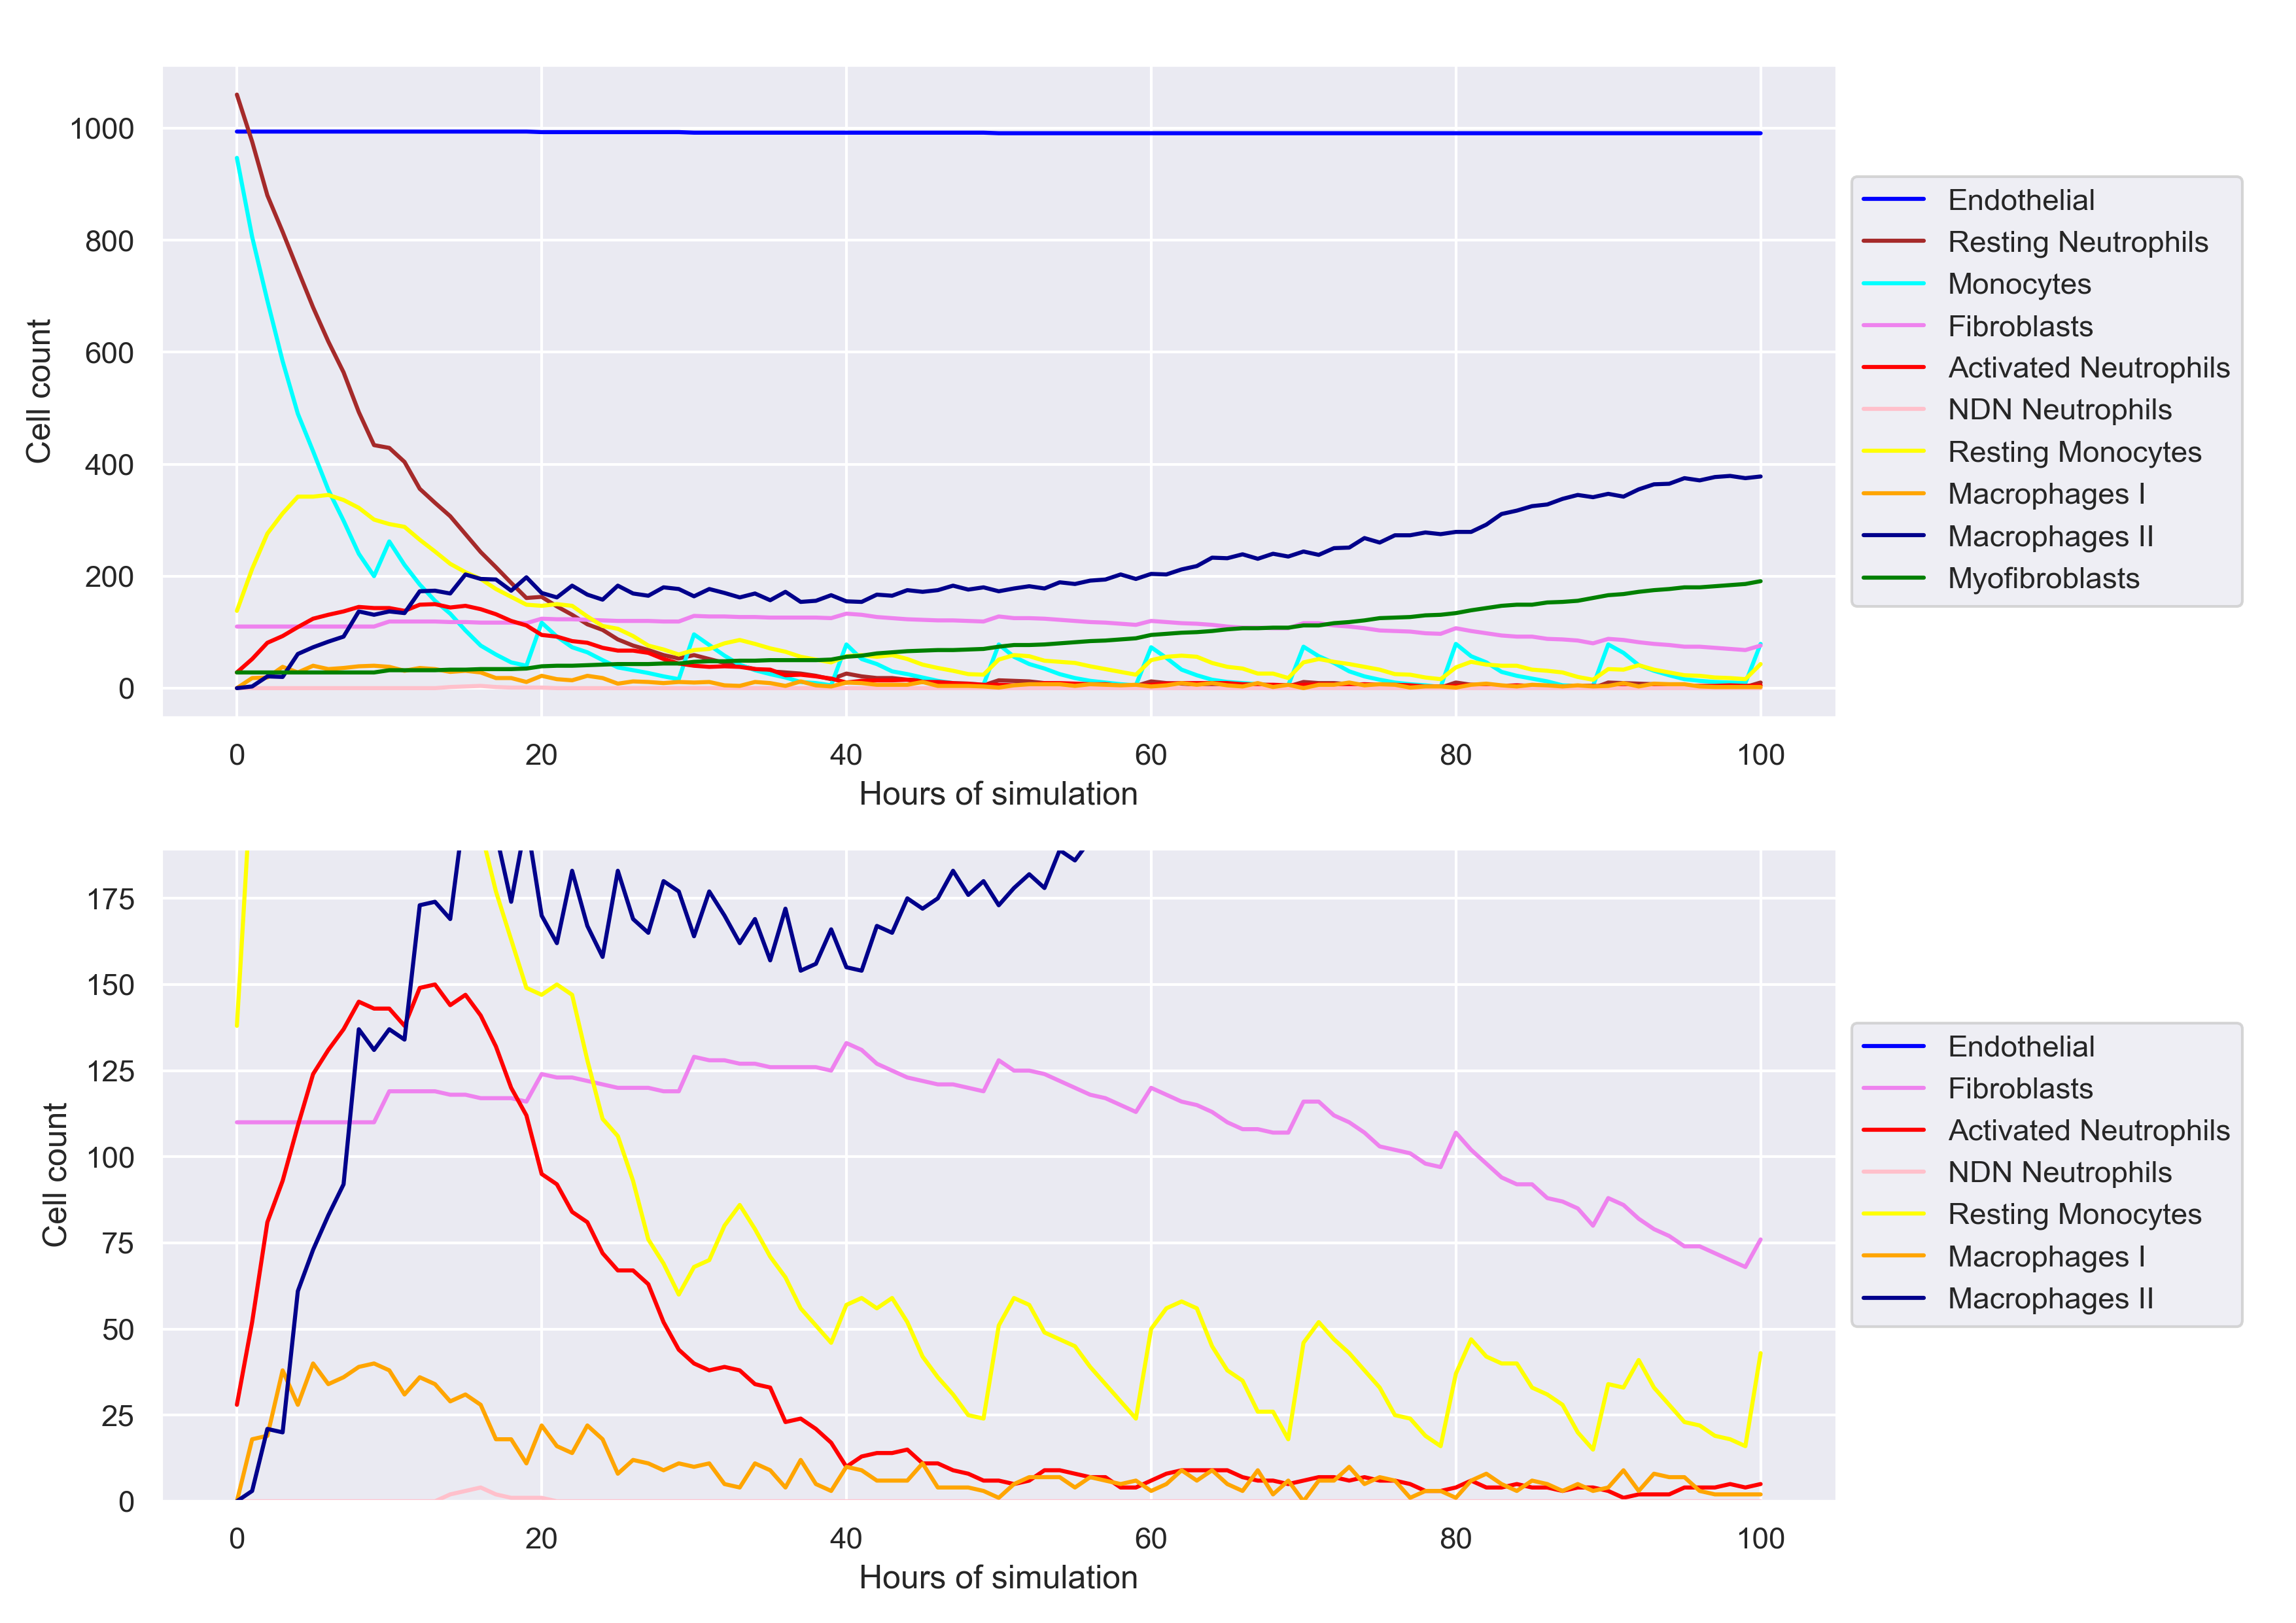 1000
800
600
400
200
0
Cell count
0 20 40 60 80 100
Hours of simulation
Endothelial
Resting Neutrophils
Monocytes
Fibroblasts
Activated Neutrophils
NDN Neutrophils
Resting Monocytes
Macrophages I
Macrophages II
Myofibroblasts
175
150
125
100
75
50
25
0
Cell count
0 20 40 60 80 100
Hours of simulation
Endothelial
Fibroblasts
Activated Neutrophils
NDN Neutrophils
Resting Monocytes
Macrophages I
Macrophages II